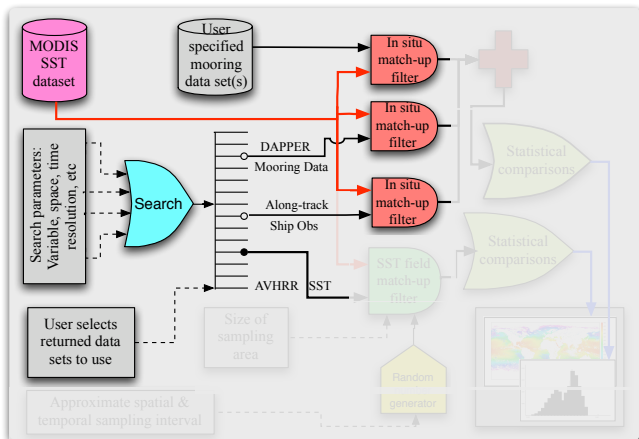 MODIS
SST
dataset
User
specified
mooring
data set(s)
In situ
match-up
filter
In situ
match-up
filter
In situ
match-up
filter
Search parameters:
Variable, space, time
resolution, etc
Search
DAPPER
Mooring Data
Along-track
Ship Obs
AVHRR SST
Statistical
comparisons
Statistical
comparisons
SST field
match-up
filter
User selects
returned data
sets to use
Size of
sampling
area
Random
generator
Approximate spatial &
temporal sampling interval